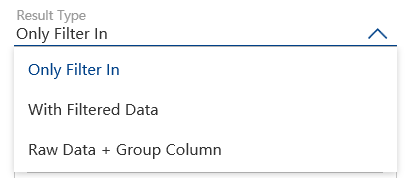 Result Type
Only Filter In
Only Filter In
With Filtered Data
Raw Data + Group Column